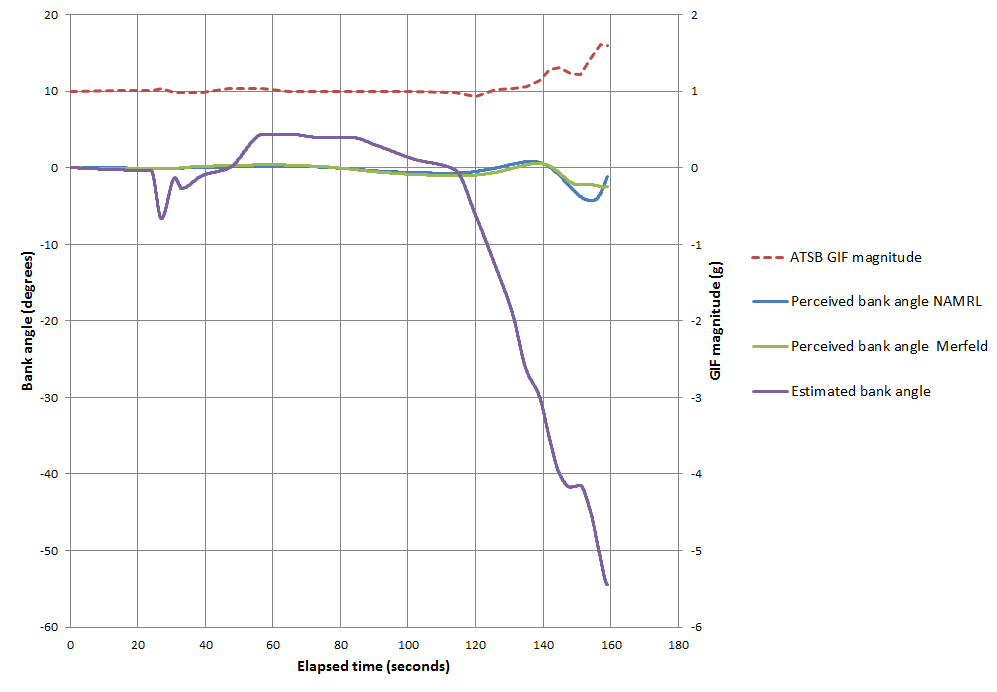 20
10
0
-10
-20
-30
-40
-50
-60
Bank angle (degrees)
0 20 40 60 80 100 120 140 160 180
Elapsed time (seconds)
2
1
0
-1
-2
-3
-4
-5
-6
GIF magnitude (g)
ATSB GIF magnitude
Perceived bank angle NAMRL
Perceived bank angle Merfeld
Estimated bank angle